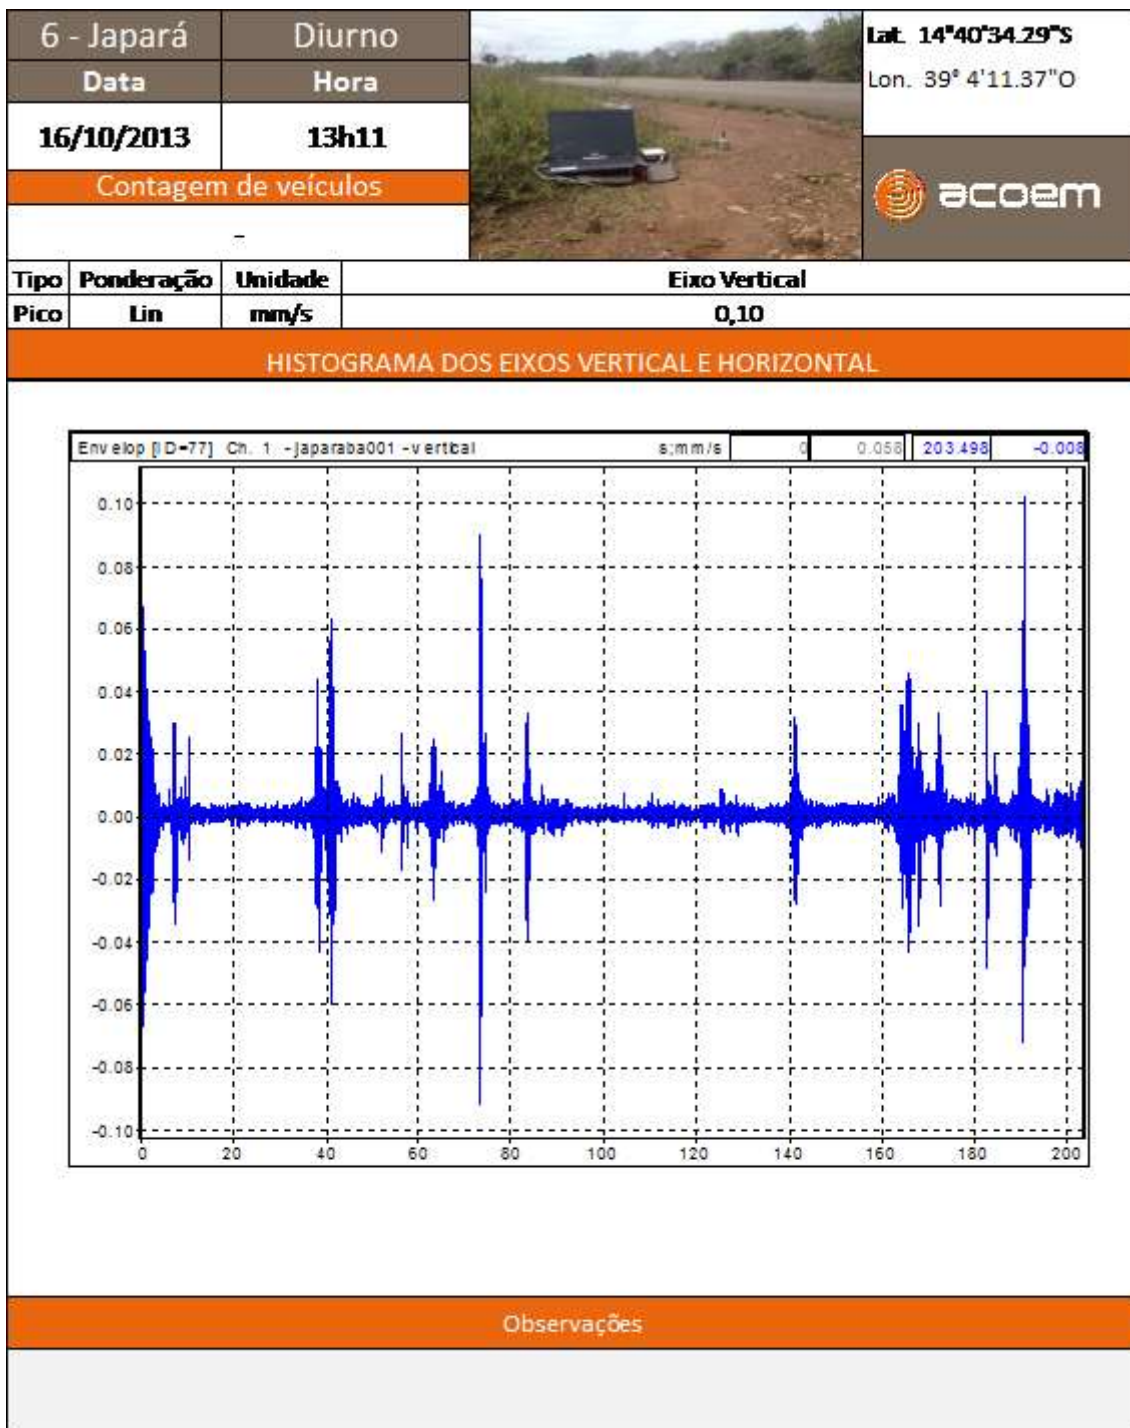 6 - Japará Diurno
Data Hora
16/10/2013 13h11
Contagem de veículos
-
Lat. 14°40'34.29"S
Lon. 39° 4'11.37"O
acoem
Tipo Ponderação Unidade Eixo Vertical
Pico Lin mm/s 0,10
HISTOGRAMA DOS EIXOS VERTICAL E HORIZONTAL
Envelop [ID=77] Ch. 1 - japaraba001 - vertical s;mm/s 0 0.058 203.498 -0.008
0.10
0.08
0.06
0.04
0.02
0.00
-0.02
-0.04
-0.06
-0.08
-0.10
0 20 40 60 80 100 120 140 160 180 200
Observações